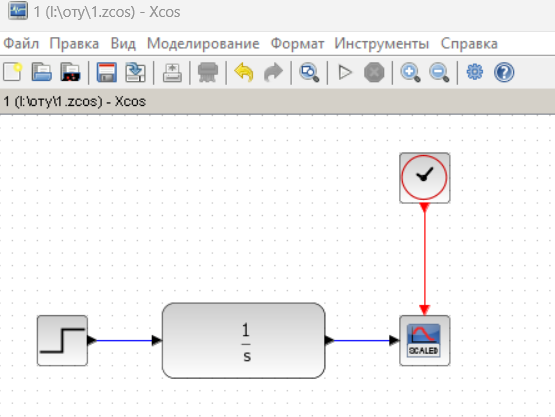 1 (I:\оту\1.zcos) - Xcos
Файл Правка Вид Моделирование Формат Инструменты Справка
1 (I:\оту\1.zcos) - Xcos
1
s
SCALED